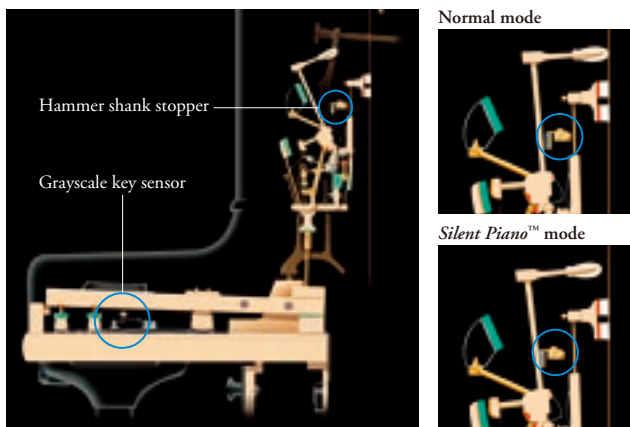 Normal mode
Hammer shank stopper
Grayscale key sensor
Silent Piano™ mode